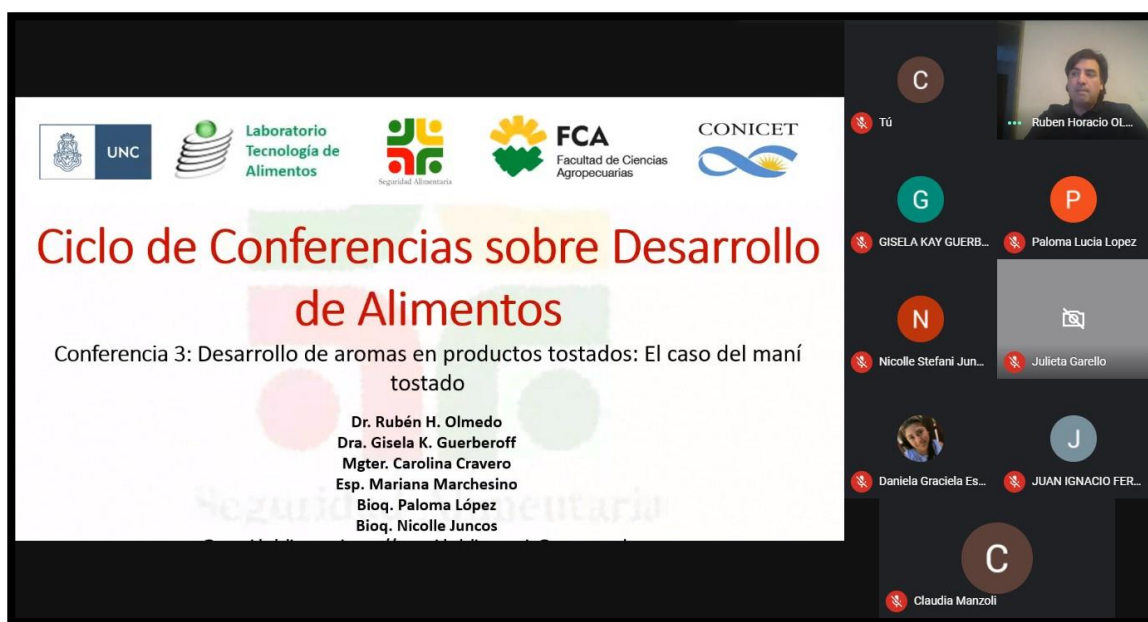 UNC
Laboratorio
Tecnología de
Alimentos
Seguridad Alimentaria
FCA
Facultad de Ciencias
Agropecuarias
CONICET
Ciclo de Conferencias sobre Desarrollo
de Alimentos
Conferencia 3: Desarrollo de aromas en productos tostados: El caso del maní
tostado
Dr. Rubén H. Olmedo
Dra. Gisela K. Guerberoff
Mgter. Carolina Cravero
Esp. Mariana Marchesino
Bioq. Paloma López
Bioq. Nicolle Juncos
Seguridad Alimentaria
C
Tú
Ruben Horacio OL...
G
GISELA KAY GUERB...
P
Paloma Lucia Lopez
N
Nicolle Stefani Jun...
Julieta Garello
Daniela Graciela Es...
J
JUAN IGNACIO FER...
C
Claudia Manzoli